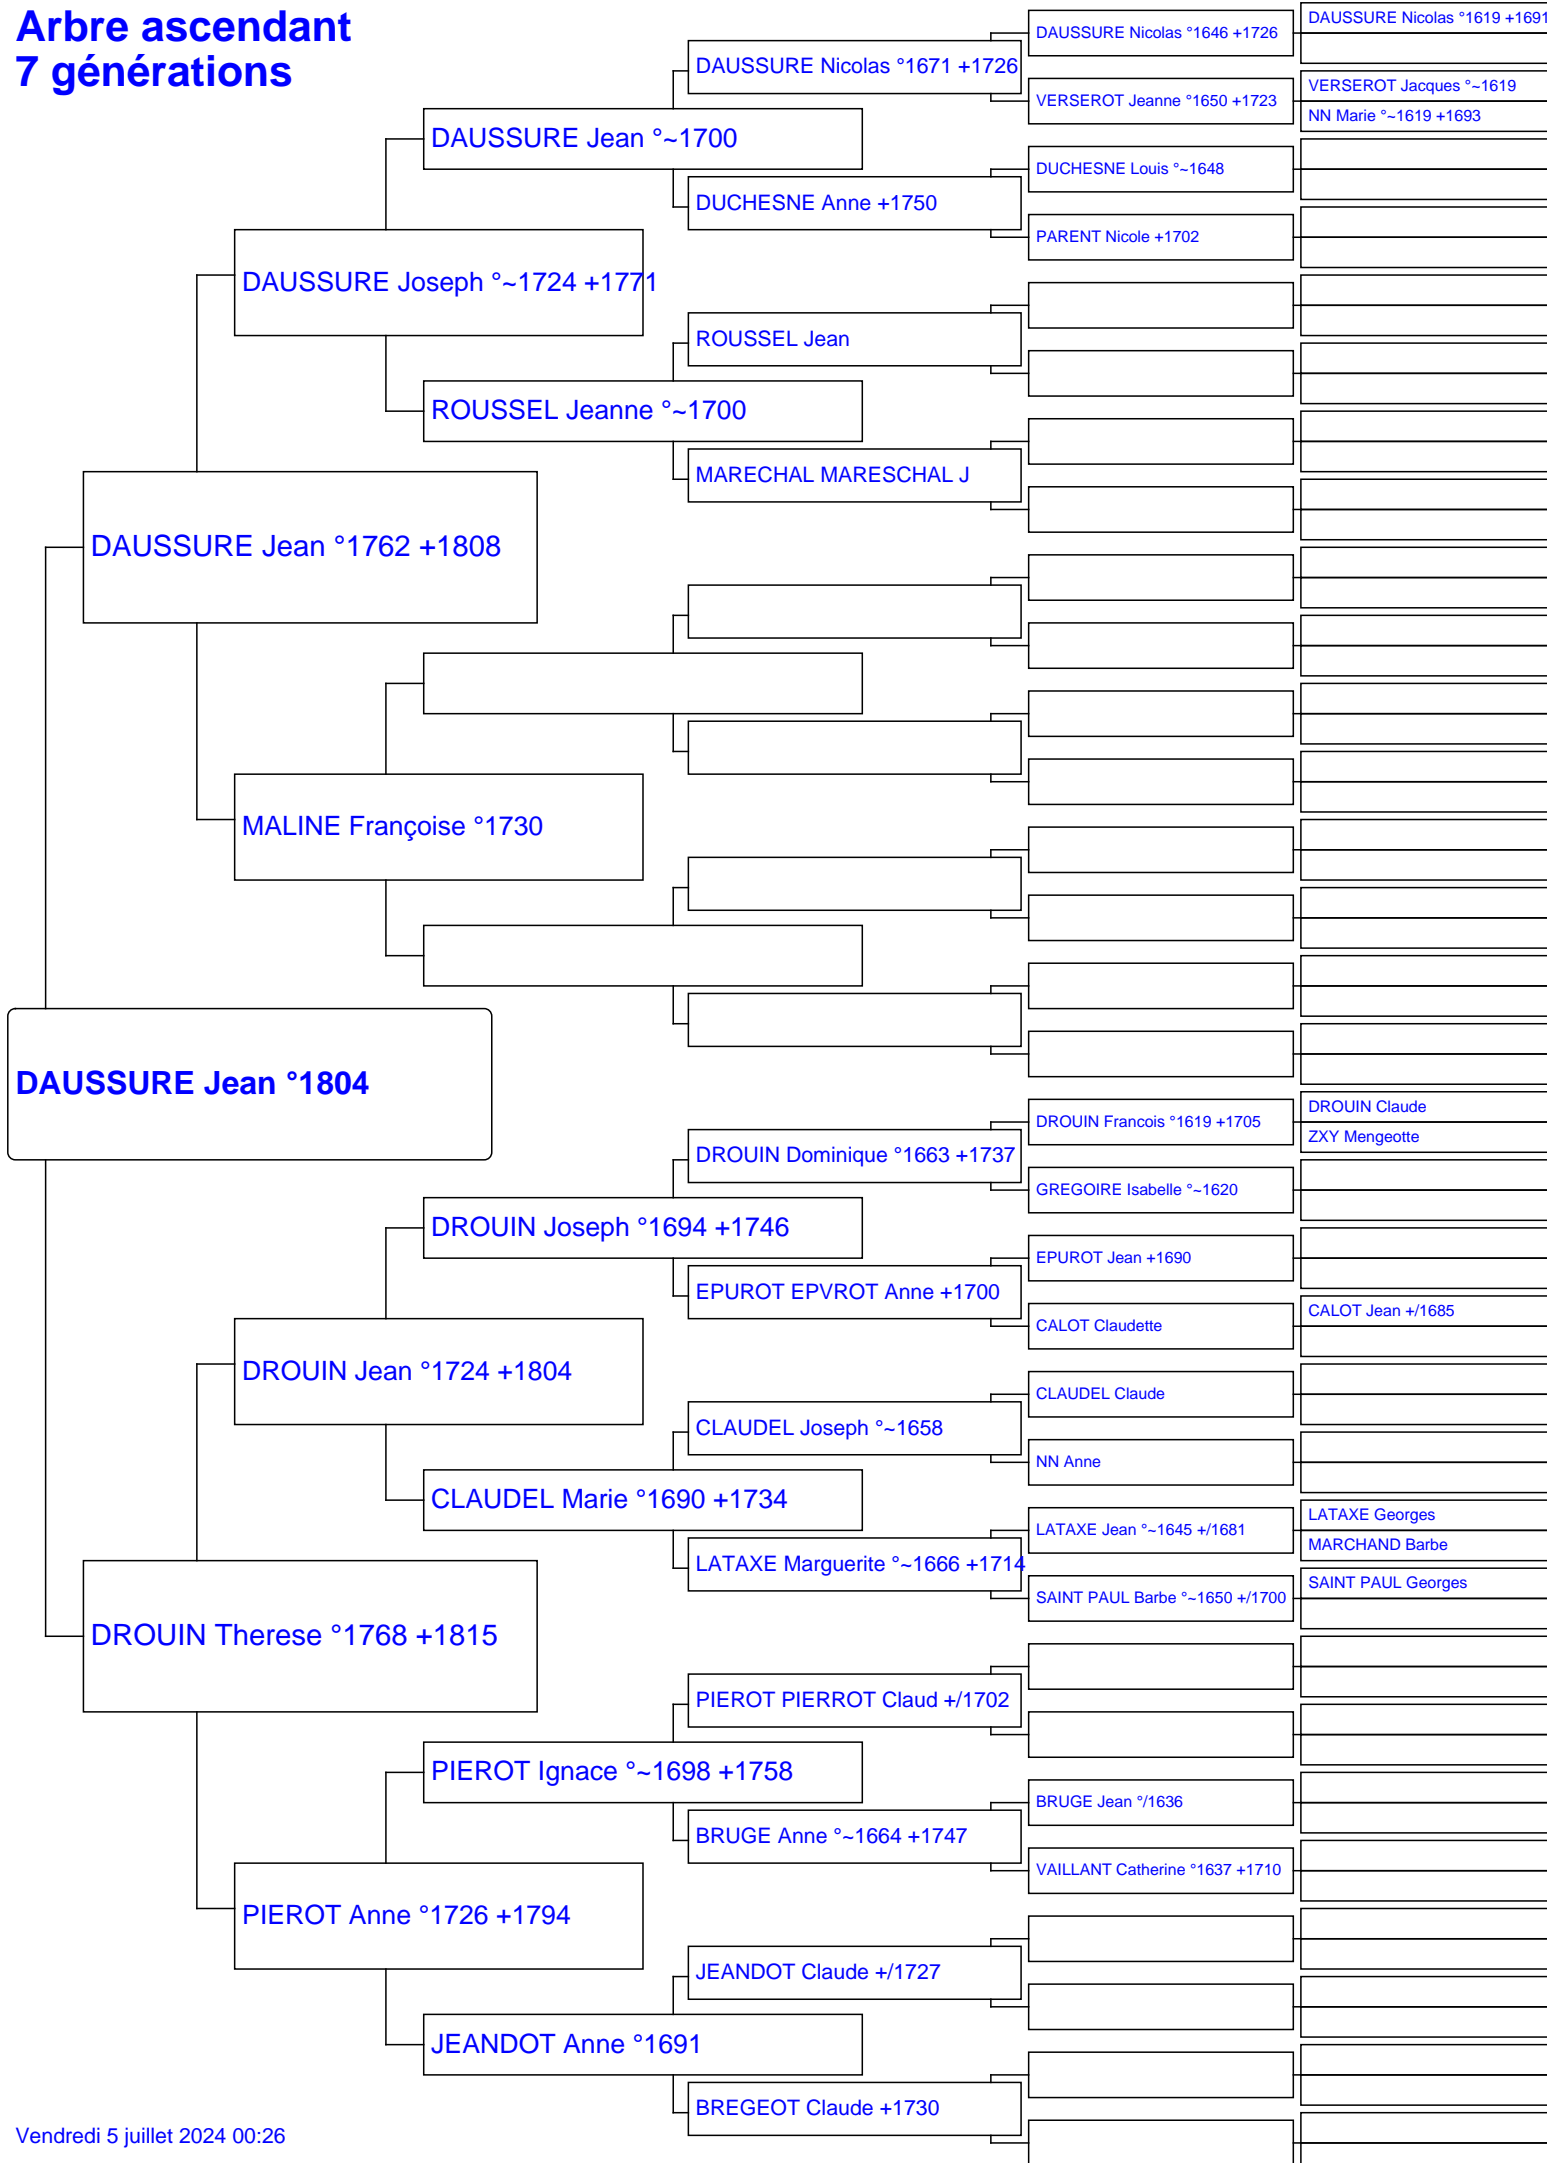 Arbre ascendant
7 générations
DAUSSURE Nicolas °1619 +1691
DAUSSURE Nicolas °1646 +1726
DAUSSURE Nicolas °1671 +1726
VERSEROT Jacques °~1619
VERSEROT Jeanne °1650 +1723
NN Marie °~1619 +1693
DAUSSURE Jean °~1700
DUCHESNE Louis °~1648
DUCHESNE Anne +1750
PARENT Nicole +1702
DAUSSURE Joseph °~1724 +1771
ROUSSEL Jean
ROUSSEL Jeanne °~1700
MARECHAL MARESCHAL J
DAUSSURE Jean °1762 +1808
MALINE Françoise °1730
DAUSSURE Jean °1804
DROUIN Claude
DROUIN Francois °1619 +1705
ZXY Mengeotte
DROUIN Dominique °1663 +1737
GREGOIRE Isabelle °~1620
DROUIN Joseph °1694 +1746
EPUROT Jean +1690
EPUROT EPVROT Anne +1700
CALOT Jean +/1685
CALOT Claudette
DROUIN Jean °1724 +1804
CLAUDEL Claude
CLAUDEL Joseph °~1658
NN Anne
CLAUDEL Marie °1690 +1734
LATAXE Georges
LATAXE Jean °~1645 +/1681
MARCHAND Barbe
LATAXE Marguerite °~1666 +1714
SAINT PAUL Georges
SAINT PAUL Barbe °~1650 +/1700
DROUIN Therese °1768 +1815
PIEROT PIERROT Claud +/1702
PIEROT Ignace °~1698 +1758
BRUGE Jean °/1636
BRUGE Anne °~1664 +1747
VAILLANT Catherine °1637 +1710
PIEROT Anne °1726 +1794
JEANDOT Claude +/1727
JEANDOT Anne °1691
BREGEOT Claude +1730
Vendredi 5 juillet 2024 00:26